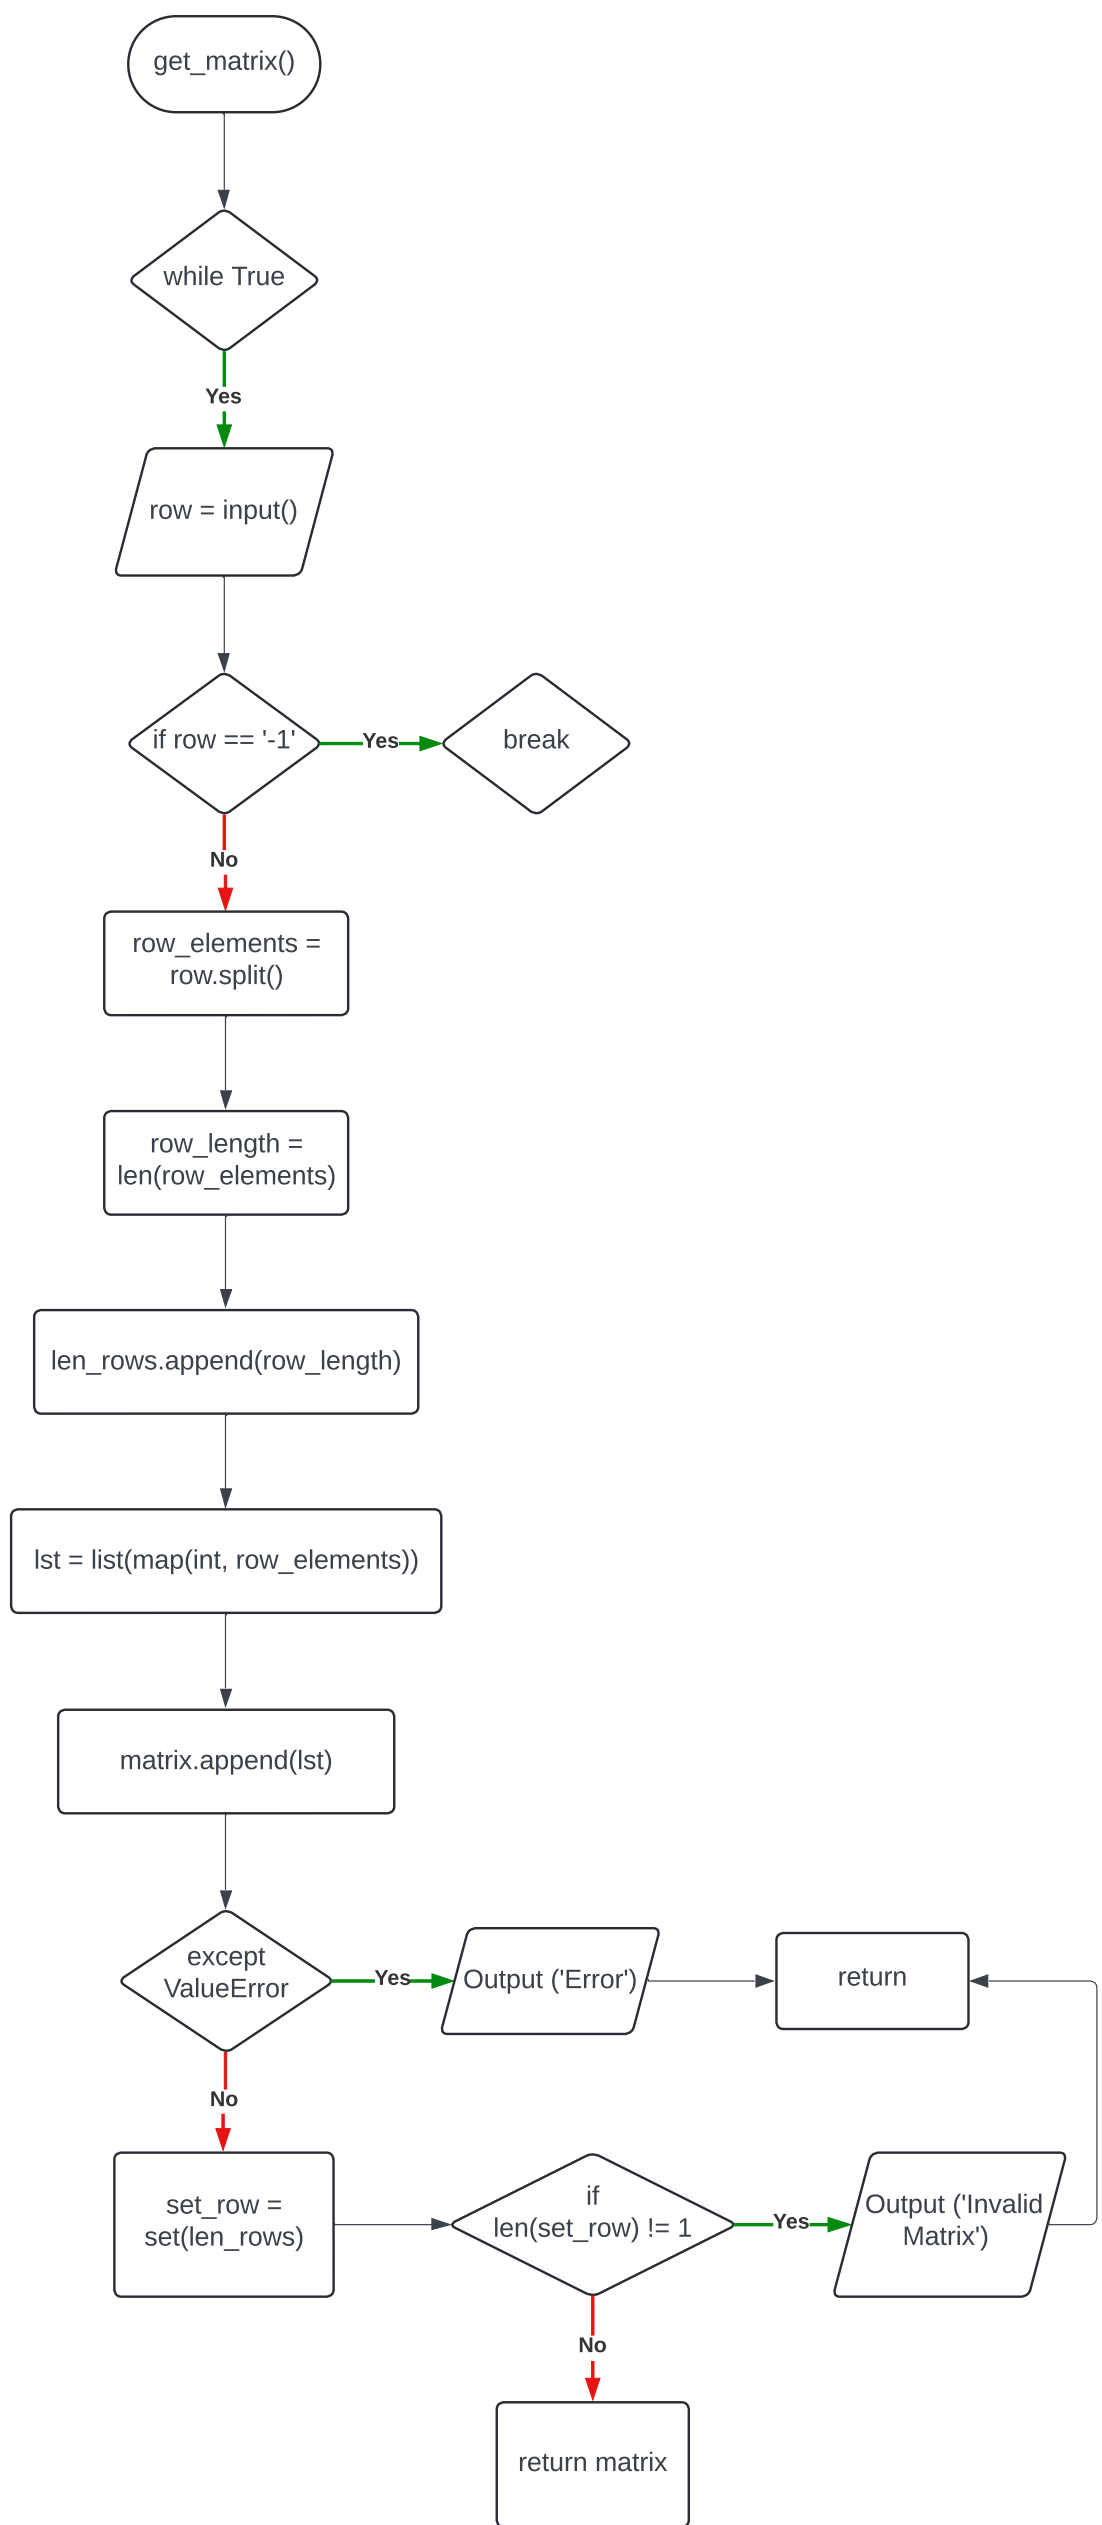 get_matrix()
while True
Yes
row = input()
if row == '-1'
Yes
break
No
row_elements =
row.split()
row_length =
len(row_elements)
len_rows.append(row_length)
lst = list(map(int, row_elements))
matrix.append(lst)
except
ValueError
Yes
Output ('Error')
return
No
set_row =
set(len_rows)
if
len(set_row) != 1
Yes
Output ('Invalid
Matrix')
No
return matrix